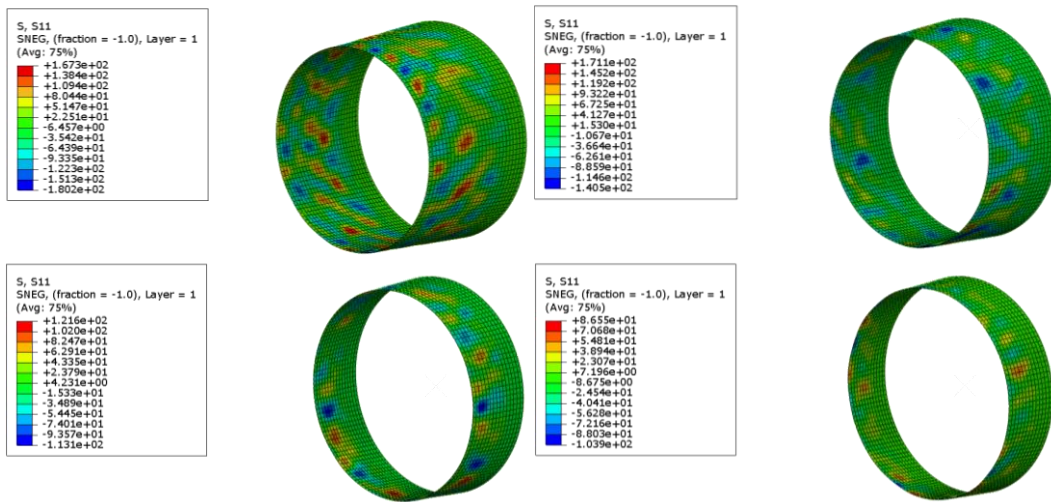 S, S11
SNEG, (fraction = -1.0), Layer = 1
(Avg: 75%)
+1.673e+02
+1.384e+02
+1.094e+02
+8.044e+01
+5.147e+01
+2.251e+01
-6.457e+00
-3.542e+01
-6.439e+01
-9.335e+01
-1.223e+02
-1.513e+02
-1.802e+02
S, S11
SNEG, (fraction = -1.0), Layer = 1
(Avg: 75%)
+1.711e+02
+1.452e+02
+1.192e+02
+9.322e+01
+6.725e+01
+4.127e+01
+1.530e+01
-1.067e+01
-3.664e+01
-6.261e+01
-8.859e+01
-1.146e+02
-1.405e+02
S, S11
SNEG, (fraction = -1.0), Layer = 1
(Avg: 75%)
+1.216e+02
+1.020e+02
+8.247e+01
+6.291e+01
+4.335e+01
+2.379e+01
+4.231e+00
-1.533e+01
-3.489e+01
-5.445e+01
-7.401e+01
-9.357e+01
-1.131e+02
S, S11
SNEG, (fraction = -1.0), Layer = 1
(Avg: 75%)
+8.655e+01
+7.068e+01
+5.481e+01
+3.894e+01
+2.307e+01
+7.196e+00
-8.675e+00
-2.454e+01
-4.041e+01
-5.628e+01
-7.216e+01
-8.803e+01
-1.039e+02